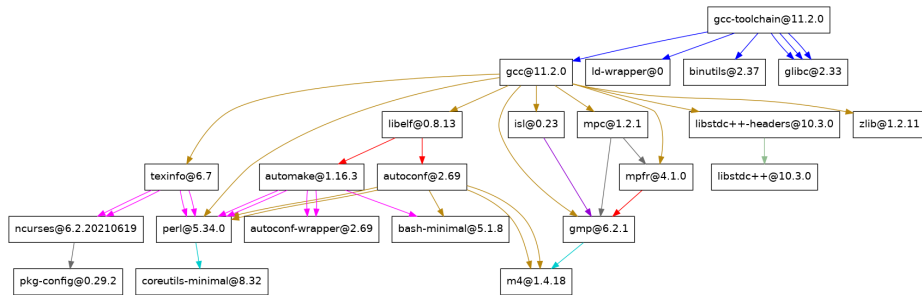 gcc-toolchain@11.2.0
gcc@11.2.0
ld-wrapper@0
binutils@2.37
glibc@2.33
libelf@0.8.13
isl@0.23
mpc@1.2.1
libstdc++-headers@10.3.0
zlib@1.2.11
texinfo@6.7
automake@1.16.3
autoconf@2.69
mpfr@4.1.0
libstdc++@10.3.0
ncurses@6.2.20210619
perl@5.34.0
autoconf-wrapper@2.69
bash-minimal@5.1.8
gmp@6.2.1
pkg-config@0.29.2
coreutils-minimal@8.32
m4@1.4.18